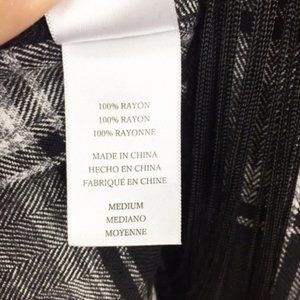 100% RAYON
100% RAYON
100% RAYONNE
MADE IN CHINA
HECHO EN CHINA
FABRIQUÉ EN CHINE
MEDIUM
MEDIANO
MOYENNE